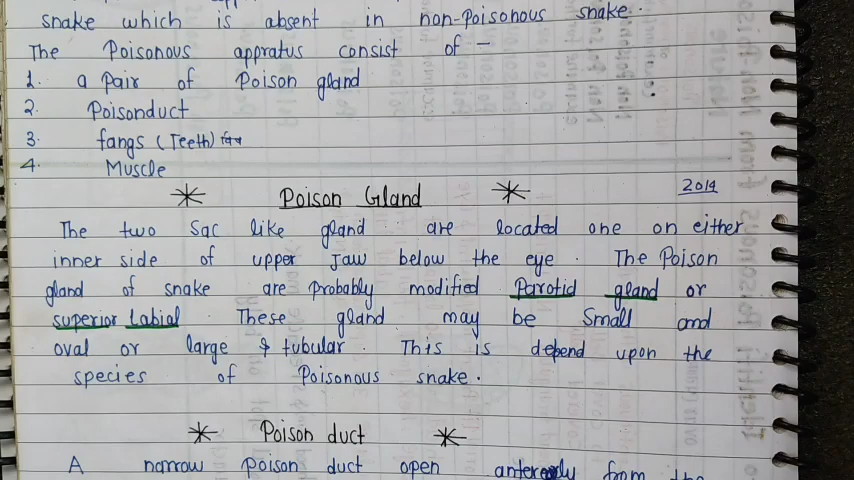 snake which is absent in non-poisonous snake.
The Poisonous appratus consist of -
1. a Pair of Poison gland
2. Poisonduct
3. fangs (Teeth)
4. Muscle
Poison Gland
2019
The two Sac like gland are located one on either
inner side of upper Jaw below the eye. The Poison
gland of snake are probably modified Parotid gland or
superior Labial. These gland may be Small and
oval or large & tubular. This is depend upon the
species of Poisonous snake.
Poison duct
A narrow Poison duct open from the